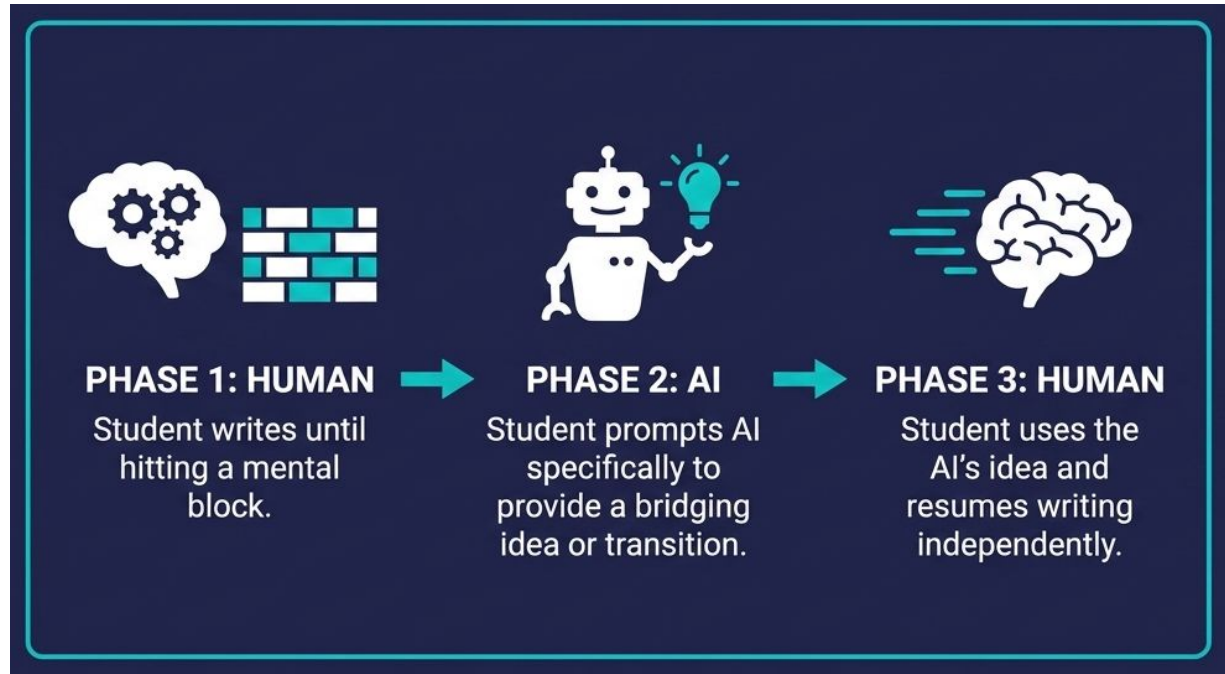 PHASE 1: HUMAN
Student writes until
hitting a mental
block.
PHASE 2: AI
Student prompts AI
specifically to
provide a bridging
idea or transition.
PHASE 3: HUMAN
Student uses the
AI's idea and
resumes writing
independently.